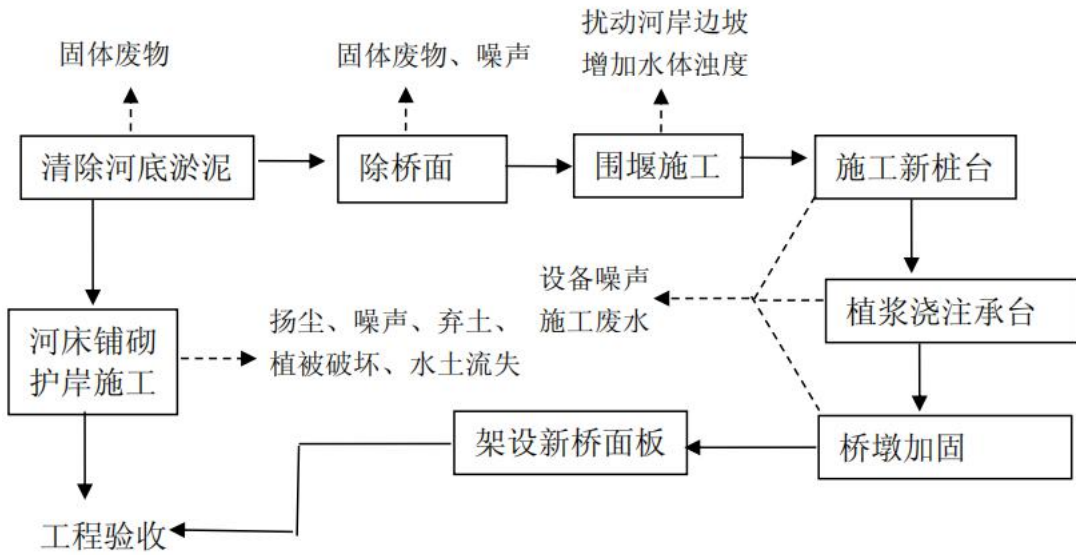 固体废物
固体废物、噪声
扰动河岸边坡
增加水体浊度
清除河底淤泥
除桥面
围堰施工
施工新桩台
设备噪声
施工废水
植浆浇注承台
河床铺砌
护岸施工
扬尘、噪声、弃土、
植被破坏、水土流失
架设新桥面板
桥墩加固
工程验收